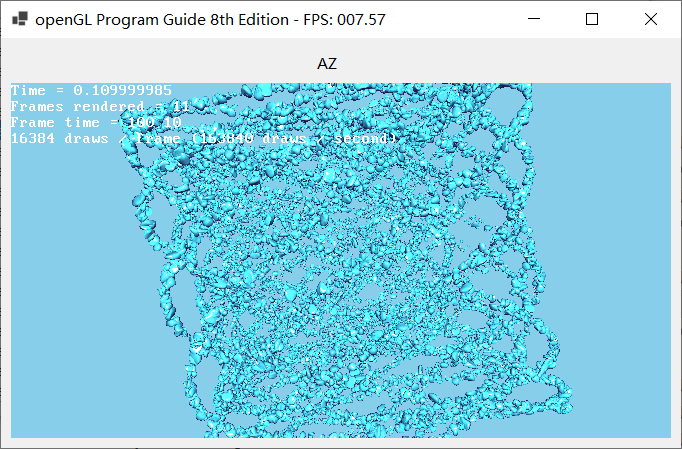 openGL Program Guide 8th Edition - FPS: 007.57
AZ
Time = 0.109999985
Frames rendered = 11
Frame time = 100.10
16384 draws / frame (163840 draws / second)